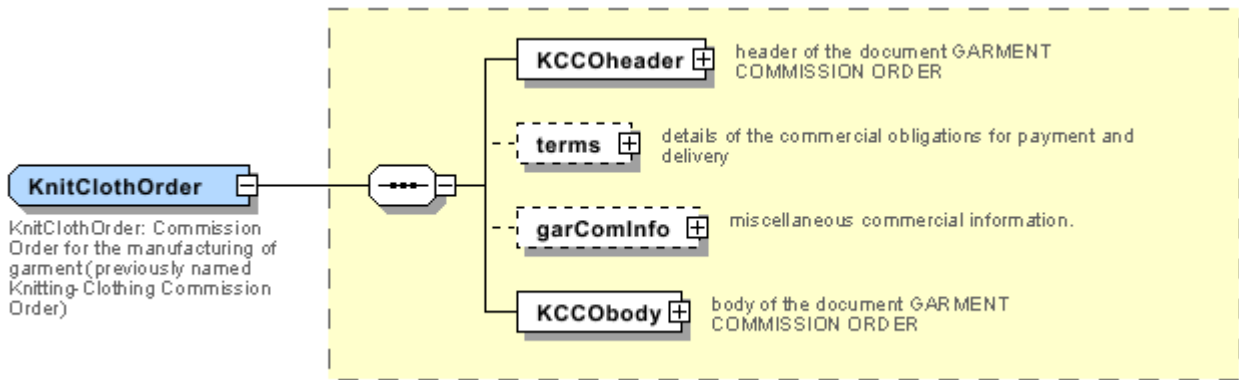 KCCOheader
header of the document GARMENT
COMMISSION ORDER
terms
details of the commercial obligations for payment and
delivery
KnitClothOrder
KnitClothOrder: Commission
Order for the manufacturing of
garment (previously named
Knitting-Clothing Commission
Order)
garComInfo
miscellaneous commercial information.
KCCObody
body of the document GARMENT
COMMISSION ORDER